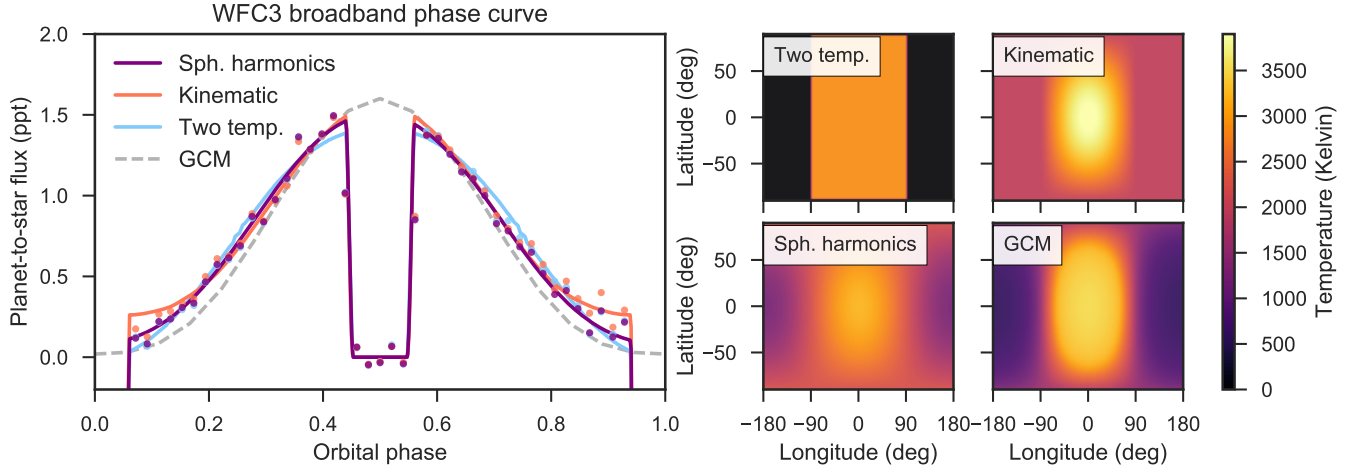 WFC3 broadband phase curve
Planet-to-star flux (ppt)
2.0
1.5
1.0
0.5
0.0
Sph. harmonics
Kinematic
Two temp.
GCM
0.0 0.2 0.4 0.6 0.8 1.0
Orbital phase
Two temp.
Kinematic
Latitude (deg)
50
0
−50
Sph. harmonics
GCM
Latitude (deg)
50
0
−50
−180 −90 0 90 180
−180 −90 0 90 180
Longitude (deg)
Longitude (deg)
3500
3000
2500
2000
1500
1000
500
0
Temperature (Kelvin)